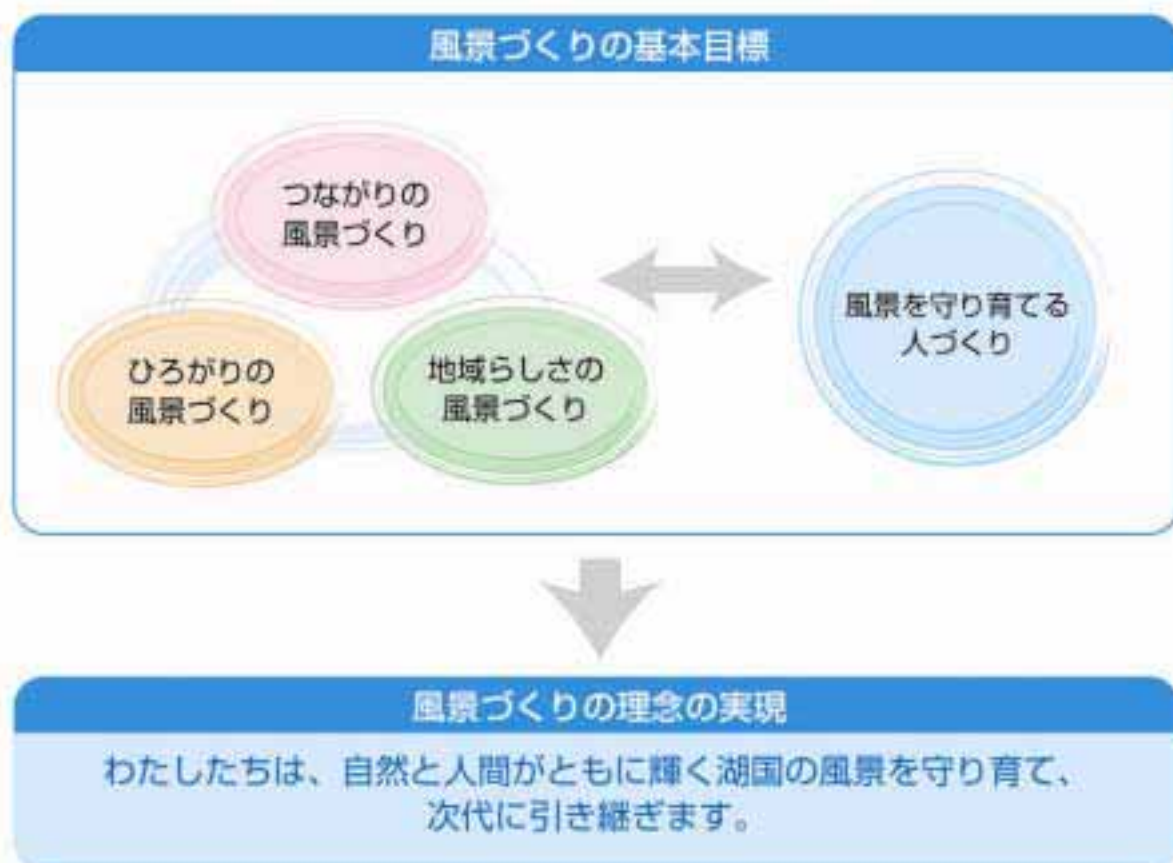 風景づくりの基本目標
つながりの
風景づくり
ひろがりの
風景づくり
地域らしさの
風景づくり
風景を守り育てる
人づくり
風景づくりの理念の実現
わたしたちは、自然と人間がともに輝く湖国の風景を守り育て、
次代に引き継ぎます。